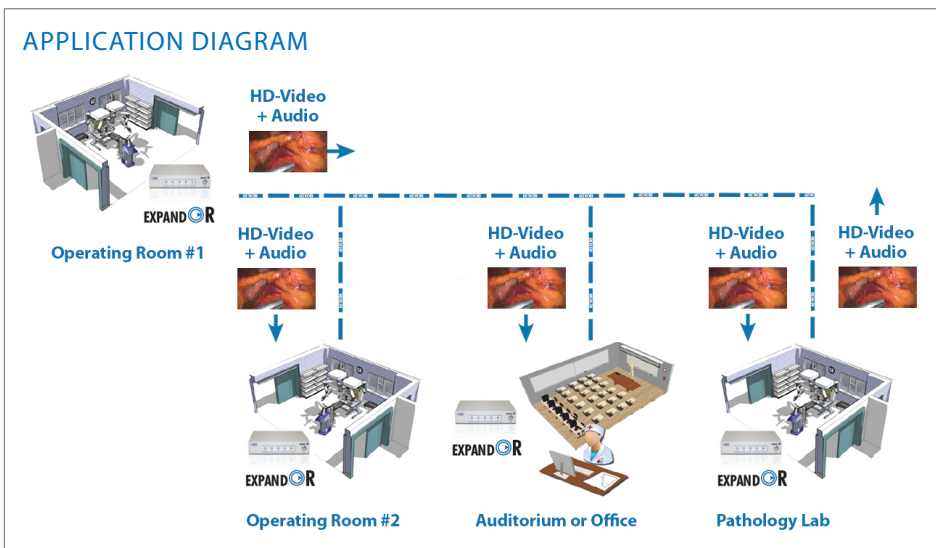 APPLICATION DIAGRAM
HD-Video
+ Audio
EXPANDOR
Operating Room #1
HD-Video
+ Audio
HD-Video
+ Audio
HD-Video
+ Audio
HD-Video
+ Audio
EXPANDOR
Operating Room #2
EXPANDOR
Auditorium or Office
EXPANDOR
Pathology Lab